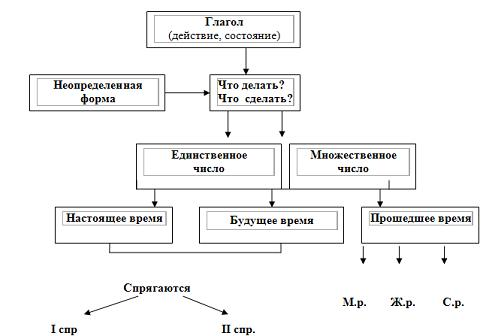 Глагол
(действие, состояние)
Неопределенная
форма
Что делать?
Что сделать?
Единственное
число
Множественное
число
Настоящее время
Будущее время
Прошедшее время
Спрягаются
М.р. Ж.р. С.р.
I спр
II спр.